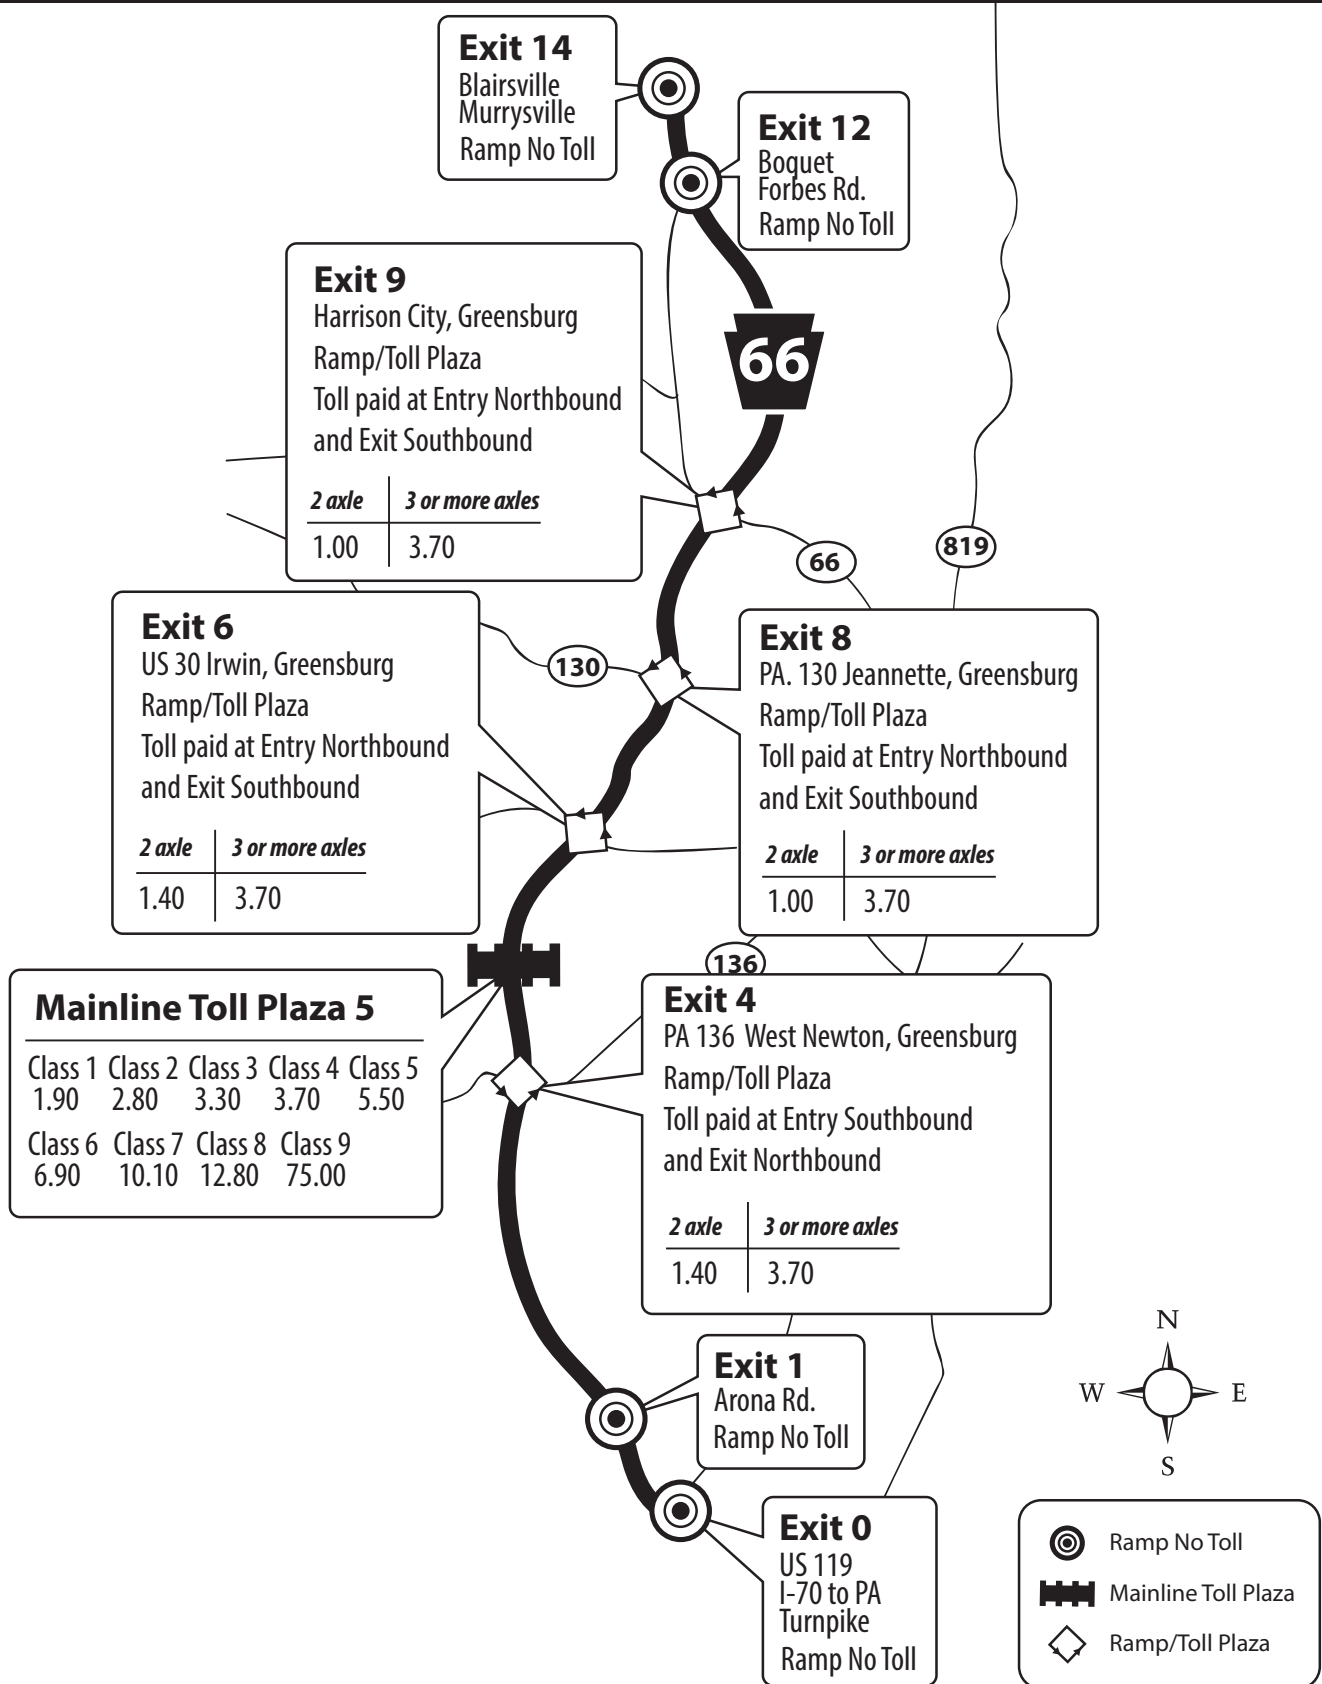 Exit 14
Blairsville
Murrysville
Ramp No Toll
Exit 12
Boquet
Forbes Rd.
Ramp No Toll
Exit 9
Harrison City, Greensburg
Ramp/Toll Plaza
Toll paid at Entry Northbound
and Exit Southbound
2 axle 3 or more axles
1.00 3.70
66
66
819
Exit 6
US 30 Irwin, Greensburg
Ramp/Toll Plaza
Toll paid at Entry Northbound
and Exit Southbound
2 axle 3 or more axles
1.40 3.70
130
Exit 8
PA. 130 Jeannette, Greensburg
Ramp/Toll Plaza
Toll paid at Entry Northbound
and Exit Southbound
2 axle 3 or more axles
1.00 3.70
136
Mainline Toll Plaza 5
Class 1 Class 2 Class 3 Class 4 Class 5
1.90 2.80 3.30 3.70 5.50
Class 6 Class 7 Class 8 Class 9
6.90 10.10 12.80 75.00
Exit 4
PA 136 West Newton, Greensburg
Ramp/Toll Plaza
Toll paid at Entry Southbound
and Exit Northbound
2 axle 3 or more axles
1.40 3.70
Exit 1
Arona Rd.
Ramp No Toll
Exit 0
US 119
I-70 to PA
Turnpike
Ramp No Toll
N
W E
S
Ramp No Toll
Mainline Toll Plaza
Ramp/Toll Plaza